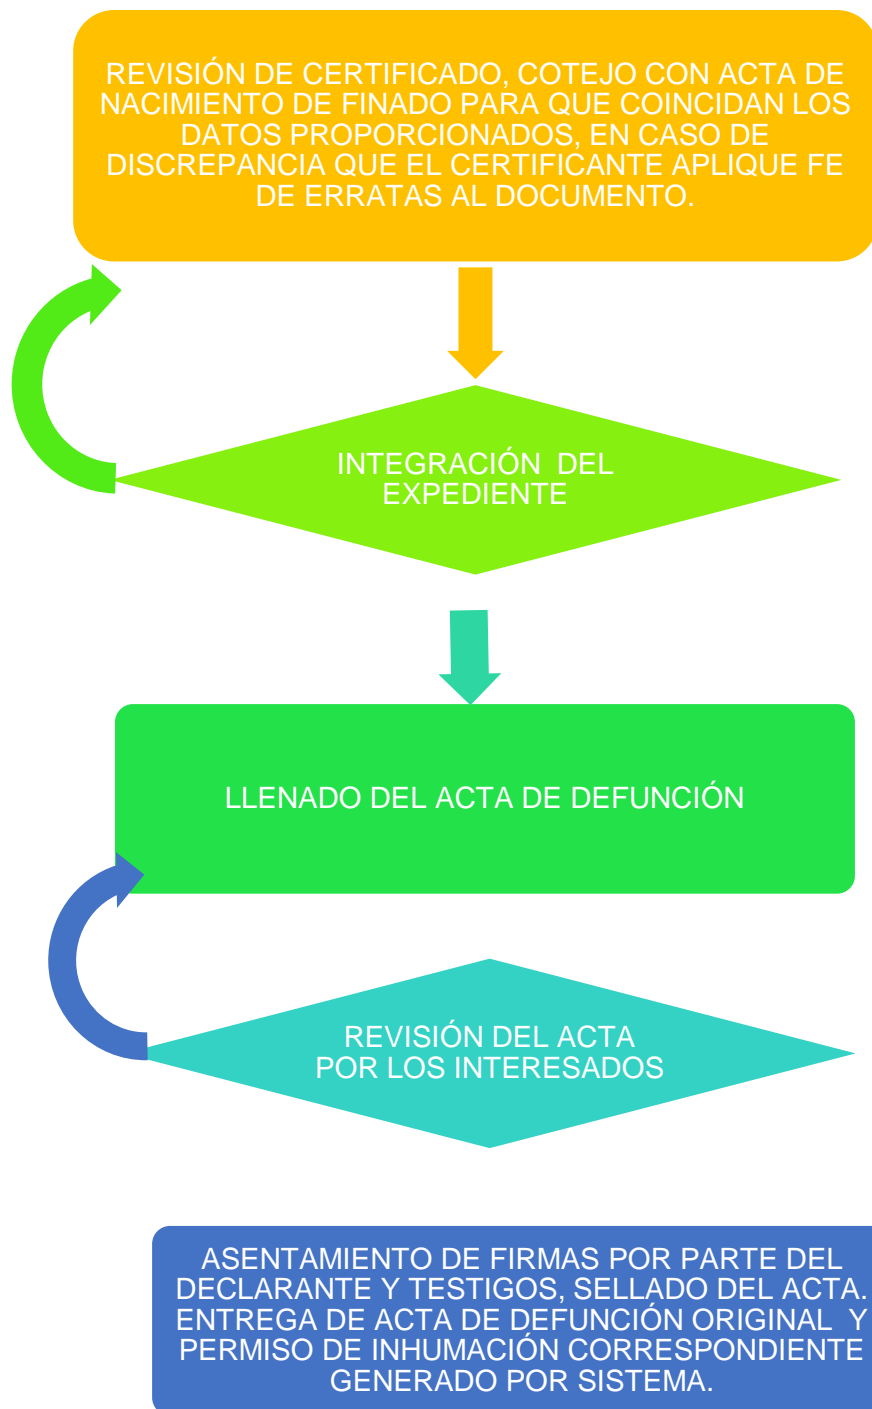 REVISIÓN DE CERTIFICADO, COTEJO CON ACTA DE
NACIMIENTO DE FINADO PARA QUE COINCIDAN LOS
DATOS PROPORCIONADOS, EN CASO DE
DISCREPANCIA QUE EL CERTIFICANTE APLIQUE FE
DE ERRATAS AL DOCUMENTO.
INTEGRACIÓN DEL
EXPEDIENTE
LLENADO DEL ACTA DE DEFUNCIÓN
REVISIÓN DEL ACTA
POR LOS INTERESADOS
ASENTAMIENTO DE FIRMAS POR PARTE DEL
DECLARANTE Y TESTIGOS, SELLADO DEL ACTA.
ENTREGA DE ACTA DE DEFUNCIÓN ORIGINAL Y
PERMISO DE INHUMACIÓN CORRESPONDIENTE
GENERADO POR SISTEMA.